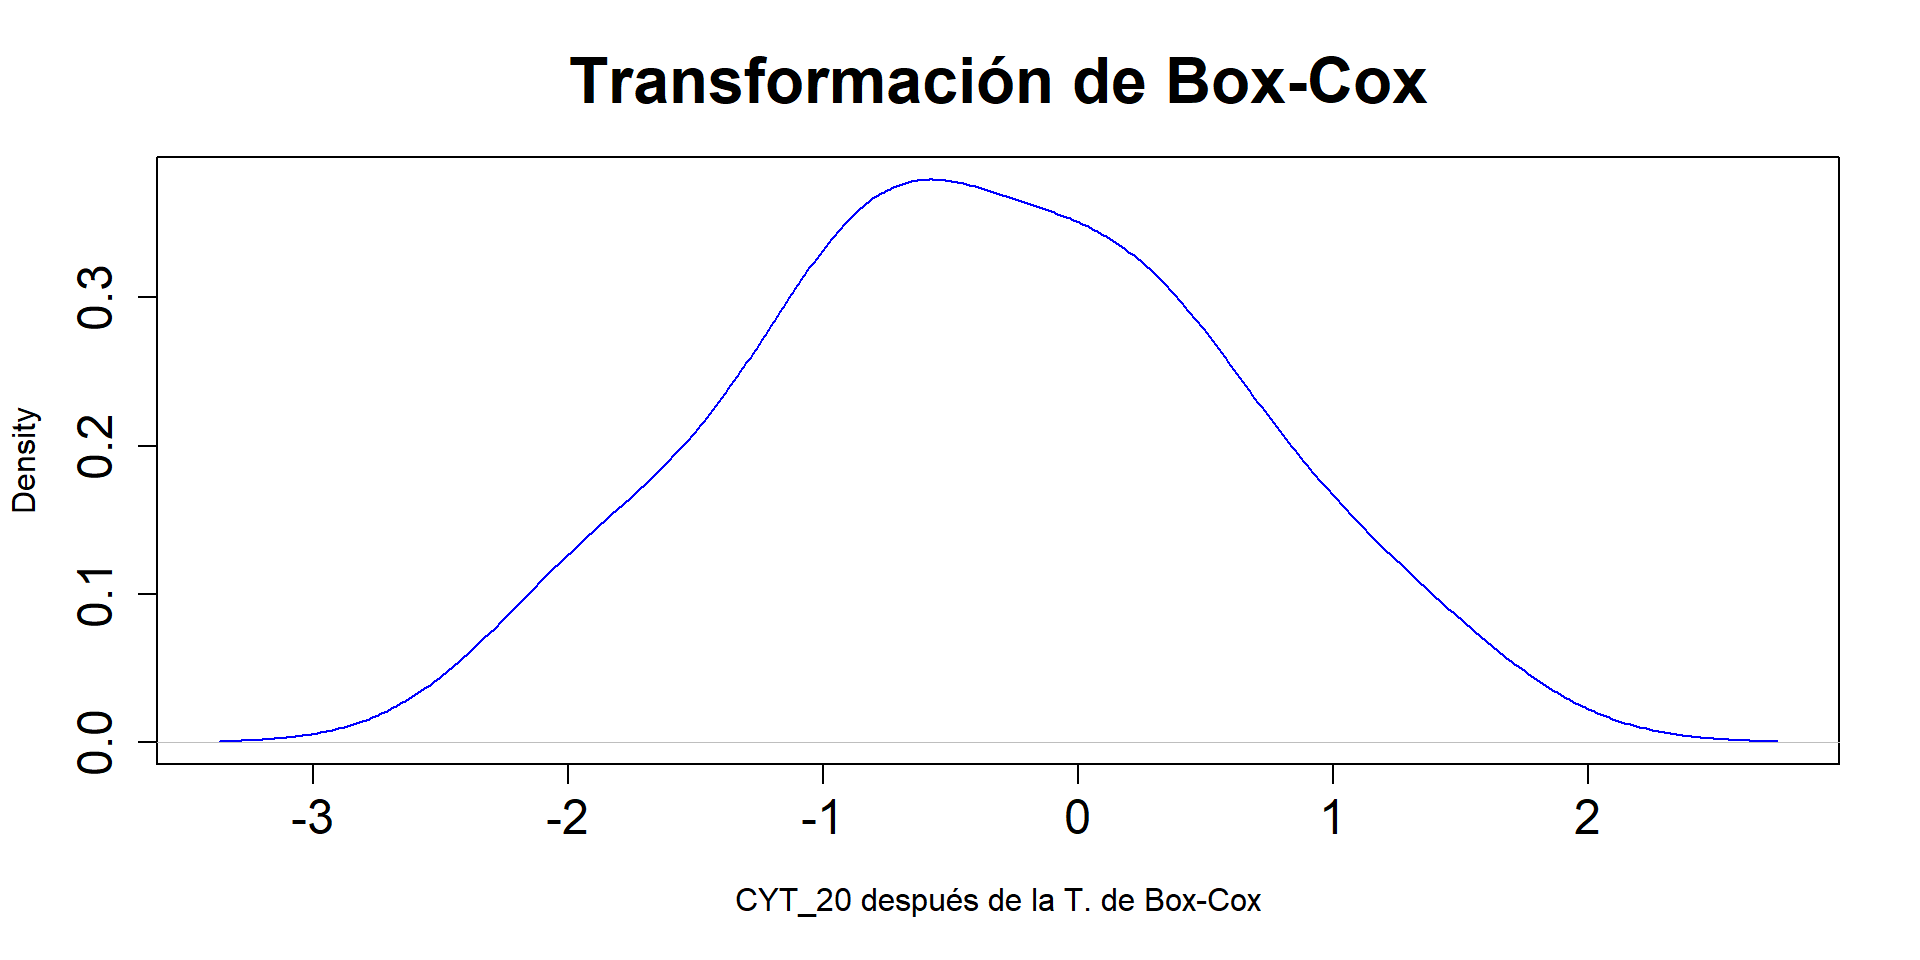 Transformación de Box-Cox
Density
0.3
0.2
0.1
0.0
-3 -2 -1 0 1 2
CYT_20 después de la T. de Box-Cox